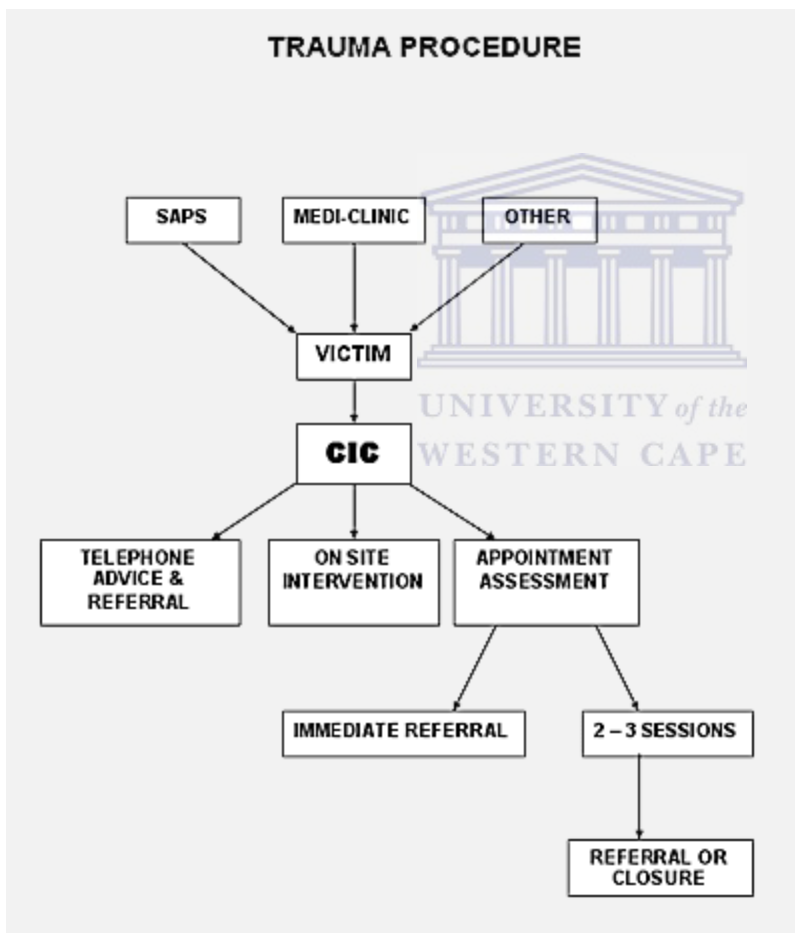 TRAUMA PROCEDURE
SAPS
MEDI-CLINIC
OTHER
VICTIM
UNIVERSITY of the
WESTERN CAPE
CIC
TELEPHONE
ADVICE &
REFERRAL
ON SITE
INTERVENTION
APPOINTMENT
ASSESSMENT
IMMEDIATE REFERRAL
2 – 3 SESSIONS
REFERRAL OR
CLOSURE